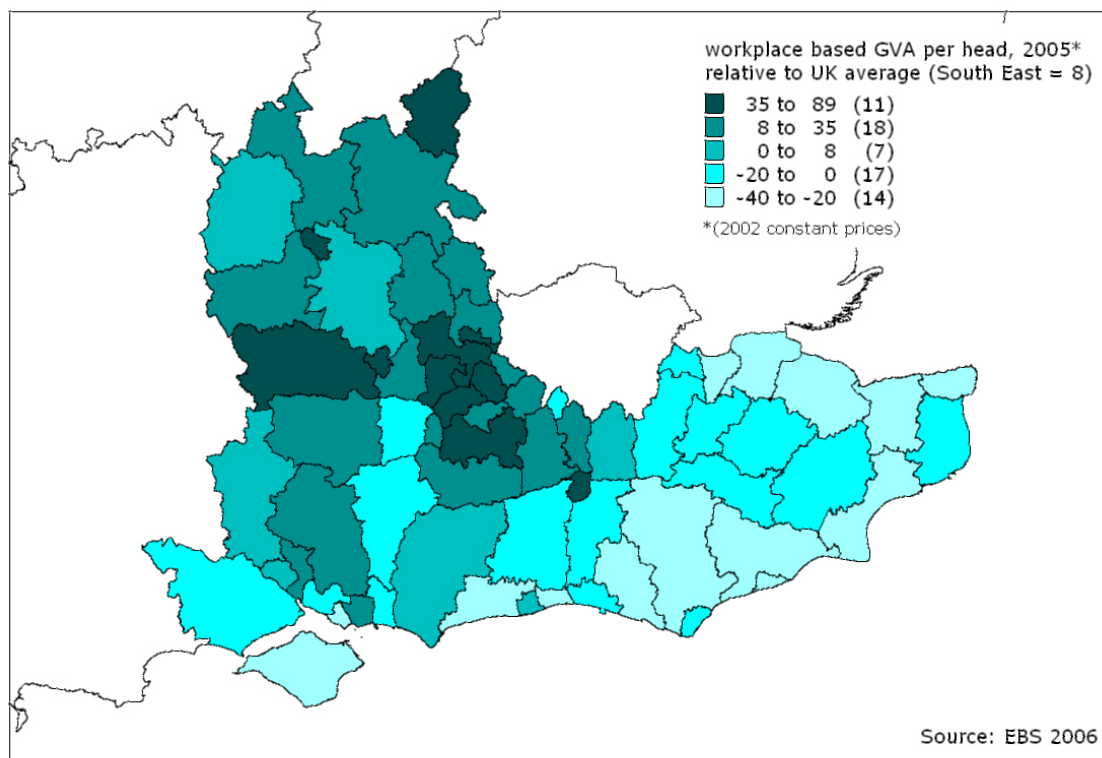 workplace based GVA per head, 2005*
relative to UK average (South East = 8)
35 to 89 (11)
8 to 35 (18)
0 to 8 (7)
-20 to 0 (17)
-40 to -20 (14)
*(2002 constant prices)
Source: EBS 2006